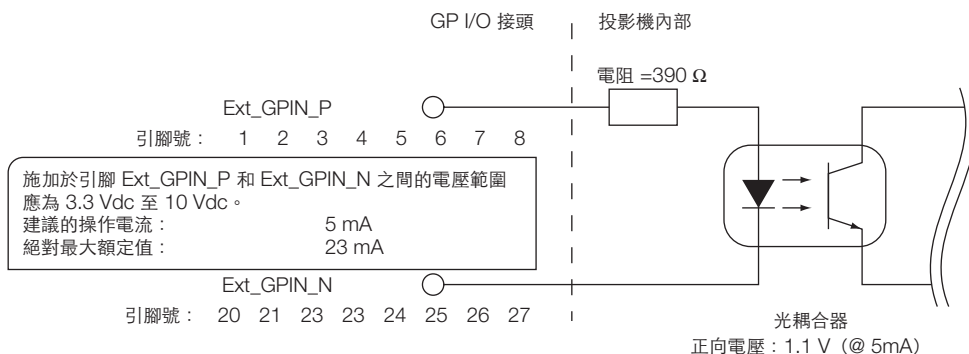 GP I/O 接頭
投影機內部
電阻 =390 Ω
Ext_GPIN_P
引腳號： 1 2 3 4 5 6 7 8
施加於引腳 Ext_GPIN_P 和 Ext_GPIN_N 之間的電壓範圍
應為 3.3 Vdc 至 10 Vdc。
建議的操作電流： 5 mA
絕對最大額定值： 23 mA
Ext_GPIN_N
引腳號： 20 21 23 23 24 25 26 27
光耦合器
正向電壓：1.1 V（@ 5mA）